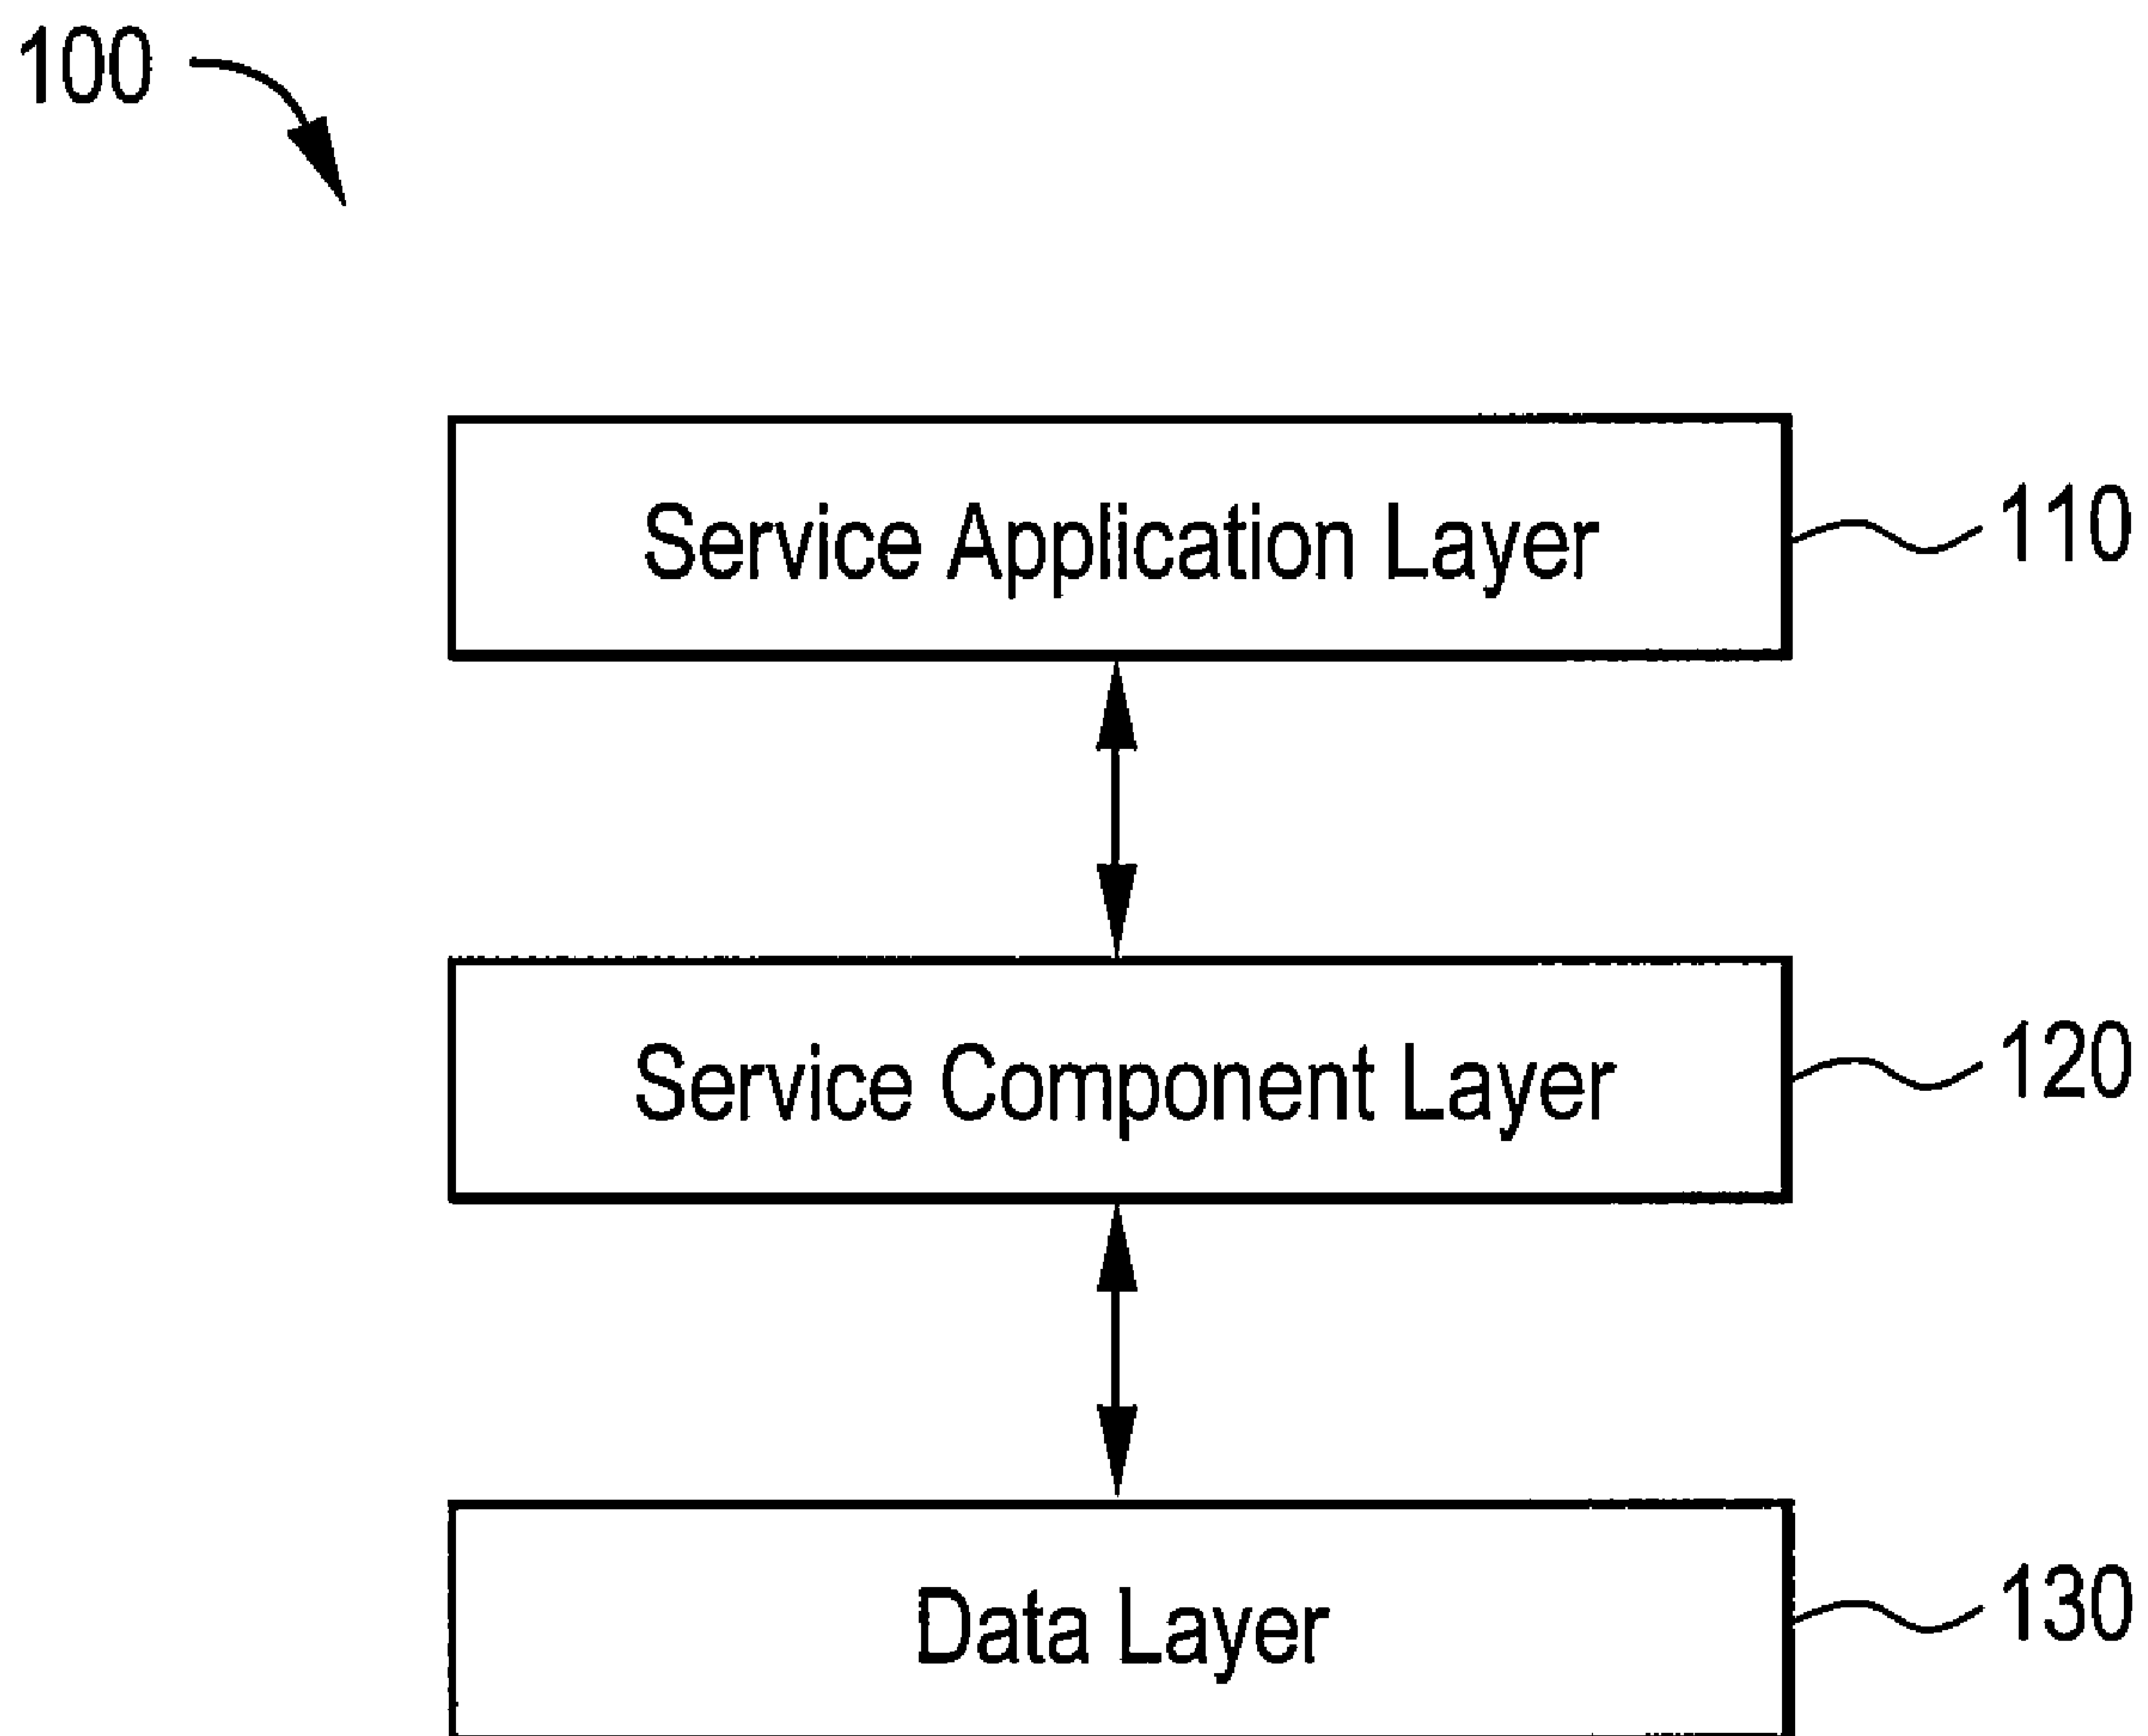 100
Service Application Layer
110
Service Component Layer
120
Data Layer
130